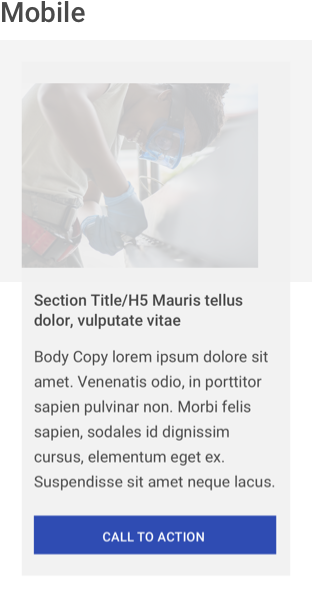 Mobile
Section Title/H5 Mauris tellus
dolor, vulputate vitae
Body Copy lorem ipsum dolore sit
amet. Venenatis odio, in porttitor
sapien pulvinar non. Morbi felis
sapien, sodales id dignissim
cursus, elementum eget ex.
Suspendisse sit amet neque lacus.
CALL TO ACTION